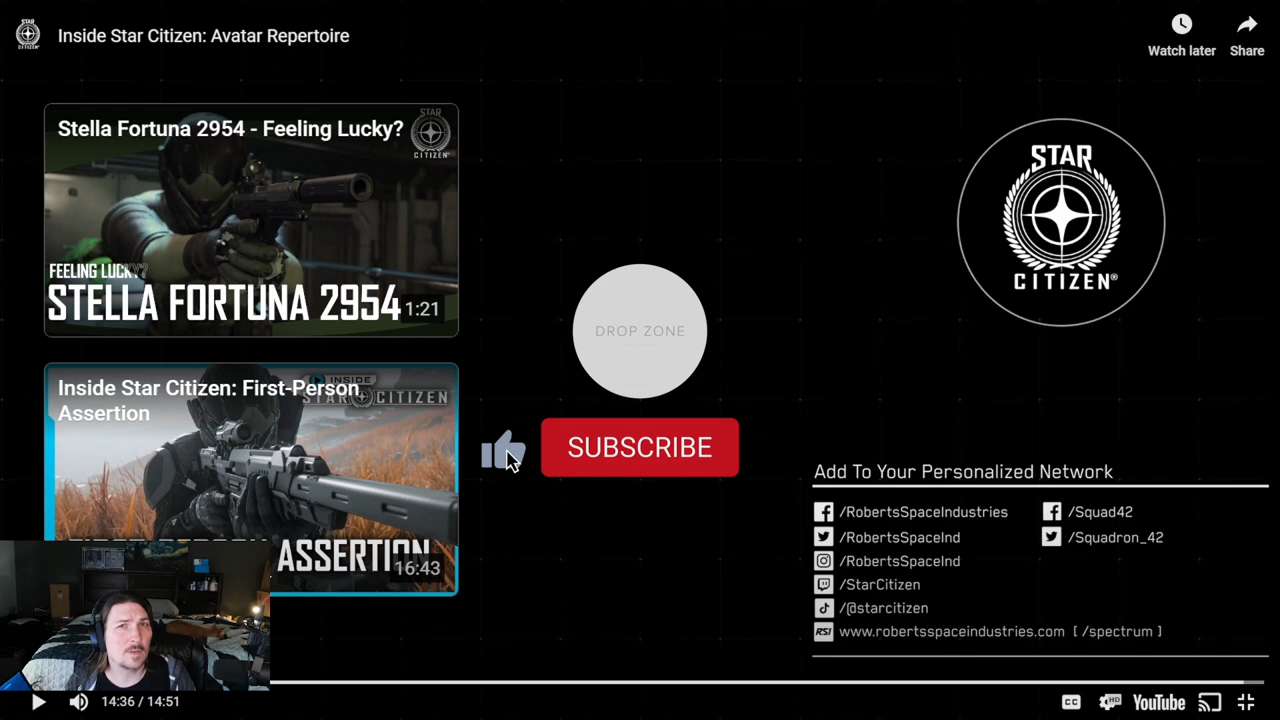 Inside Star Citizen: Avatar Repertoire
Watch later
Share
Stella Fortuna 2954 - Feeling Lucky?
STAR
CITIZEN
FEELING LUCKY?
STELLA FORTUNA 2954
1:21
STAR
CITIZEN®
DROP ZONE
Inside Star Citizen: First-Person
Assertion
INSIDE
STAR CITIZEN
ASSERTION
16:43
SUBSCRIBE
Add To Your Personalized Network
/RobertsSpaceIndustries
/Squad42
/RobertsSpaceInd
/Squadron_42
/RobertsSpaceInd
/StarCitizen
/@starcitizen
RSI www.robertsspaceindustries.com [ /spectrum ]
14:36 / 14:51
CC
HD
YouTube